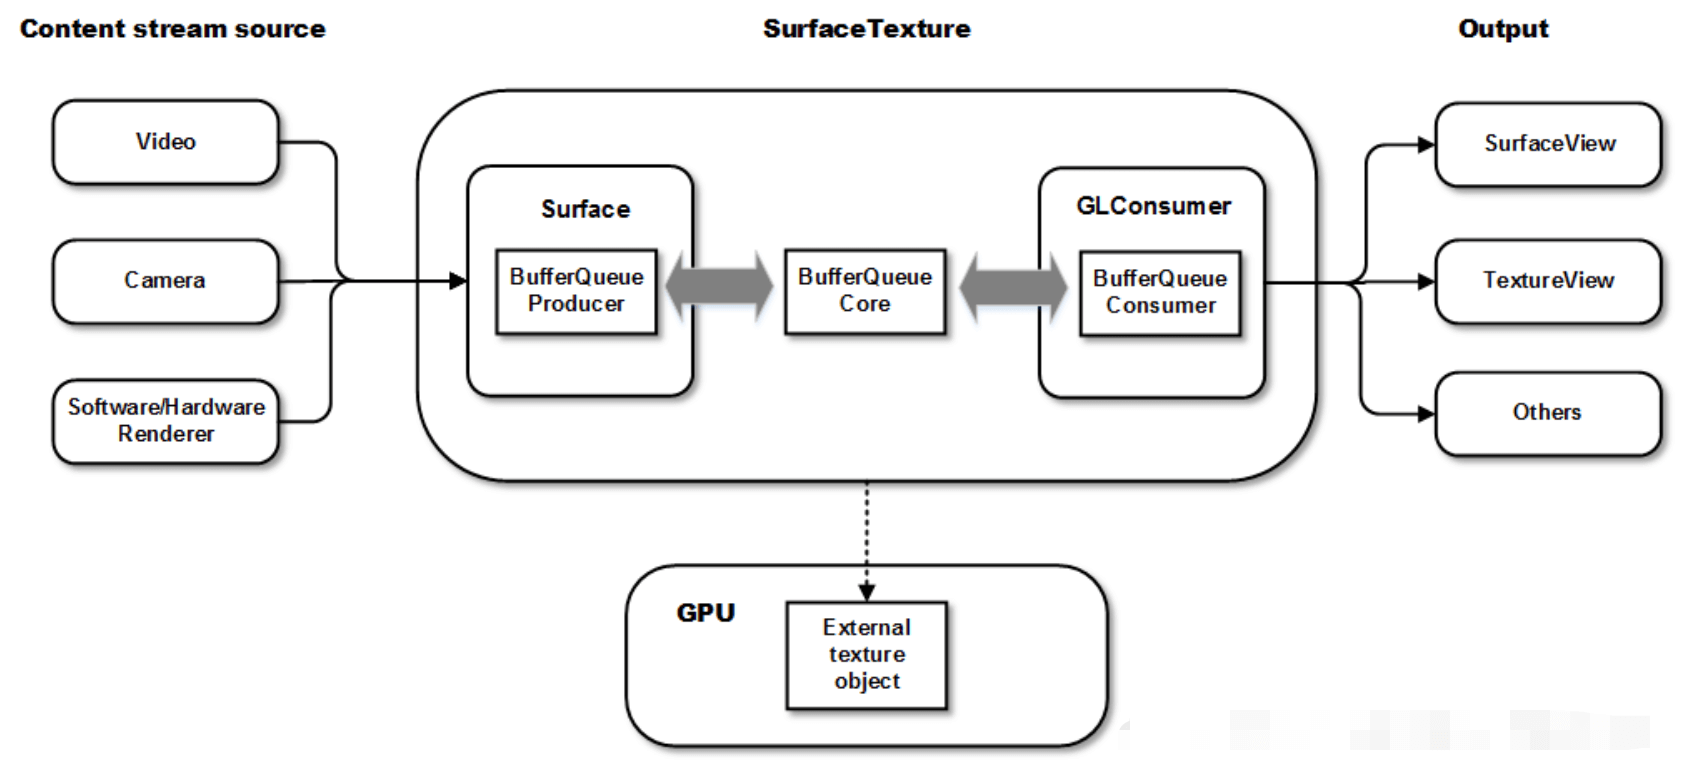 Content stream source
SurfaceTexture
Output
Video
Camera
Software/Hardware
Renderer
Surface
BufferQueue
Producer
BufferQueue
Core
GLConsumer
BufferQueue
Consumer
SurfaceView
TextureView
Others
GPU
External
texture
object